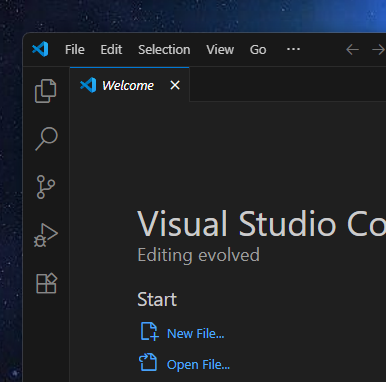 File Edit Selection View Go ...
Welcome
Visual Studio Co
Editing evolved
Start
New File...
Open File...